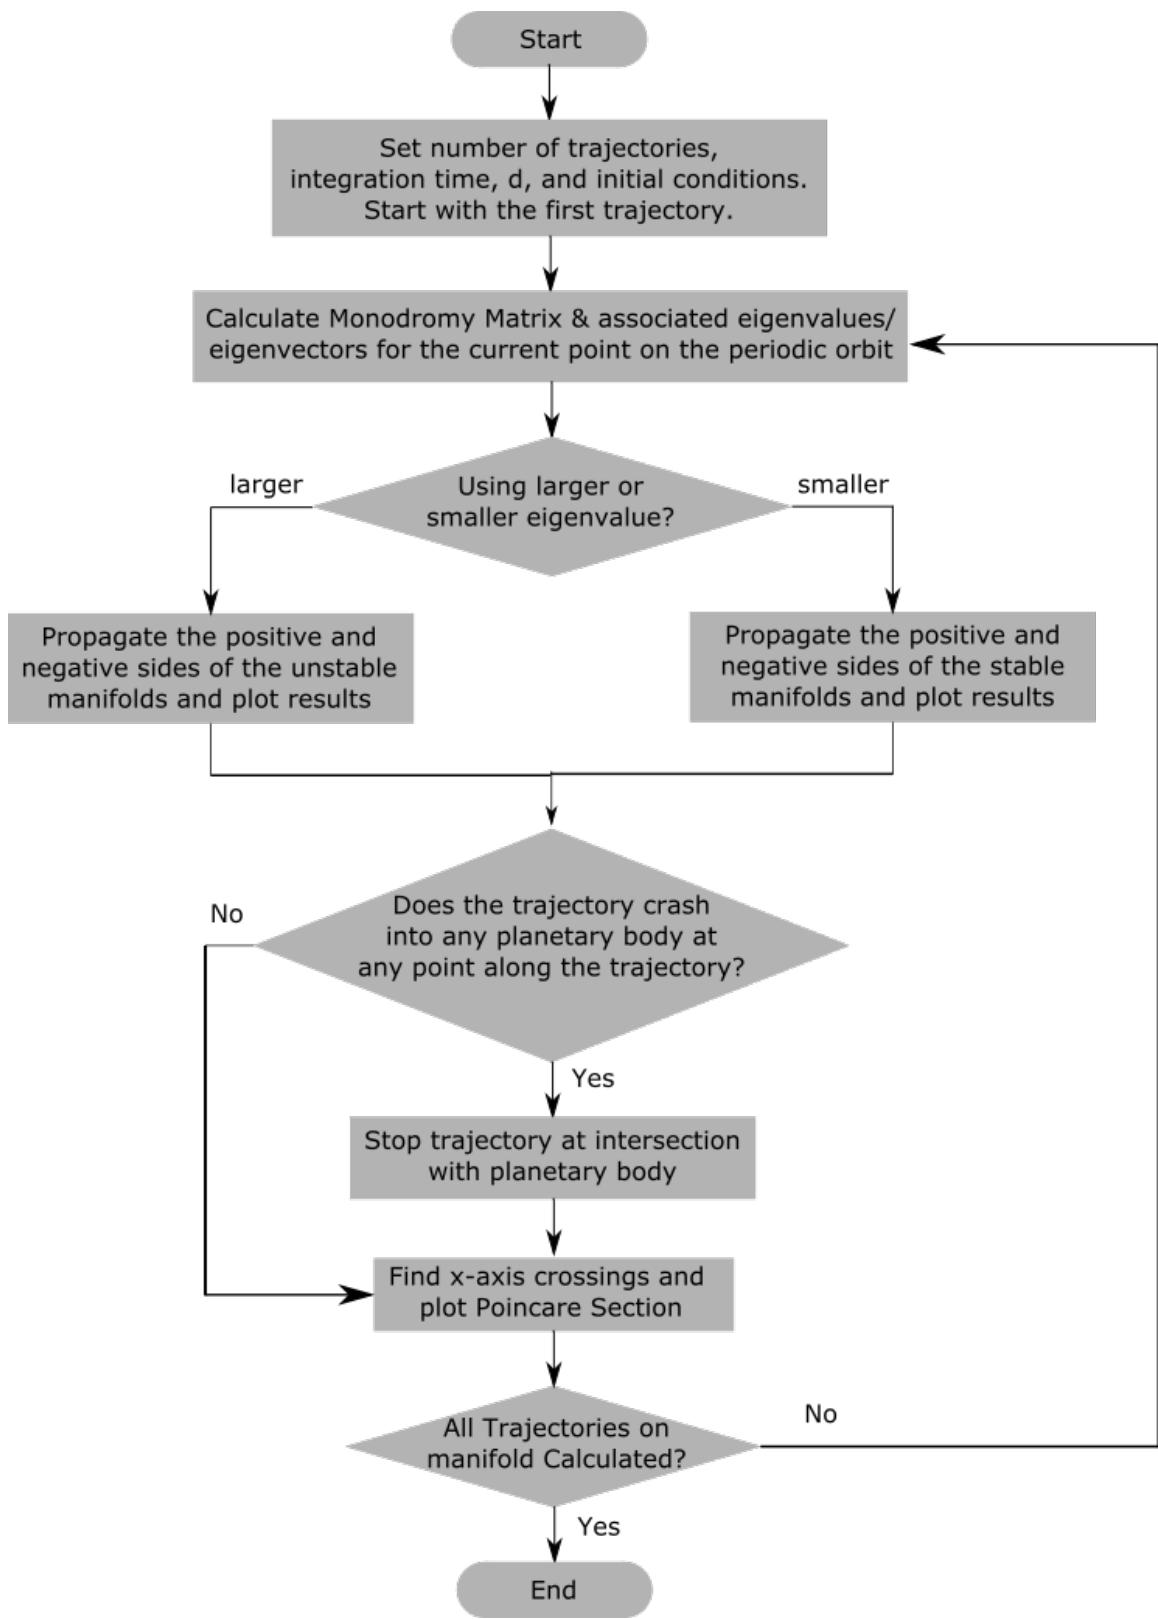 Start
Set number of trajectories,
integration time, d, and initial conditions.
Start with the first trajectory.
Calculate Monodromy Matrix & associated eigenvalues/
eigenvectors for the current point on the periodic orbit
Using larger or
smaller eigenvalue?
larger
smaller
Propagate the positive and
negative sides of the unstable
manifolds and plot results
Propagate the positive and
negative sides of the stable
manifolds and plot results
Does the trajectory crash
into any planetary body at
any point along the trajectory?
No
Yes
Stop trajectory at intersection
with planetary body
Find x-axis crossings and
plot Poincare Section
All Trajectories on
manifold Calculated?
No
Yes
End